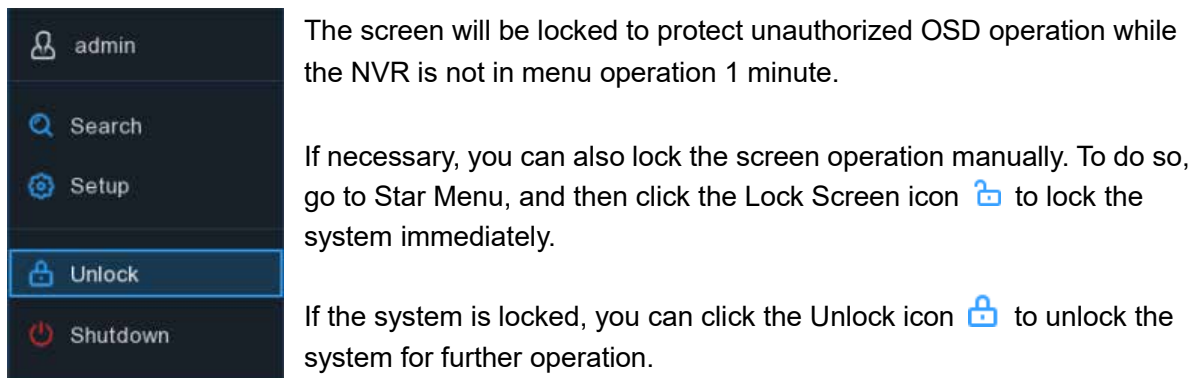 admin
Search
Setup
Unlock
Shutdown
The screen will be locked to protect unauthorized OSD operation while
the NVR is not in menu operation 1 minute.
If necessary, you can also lock the screen operation manually. To do so,
go to Star Menu, and then click the Lock Screen icon to lock the
system immediately.
If the system is locked, you can click the Unlock icon to unlock the
system for further operation.